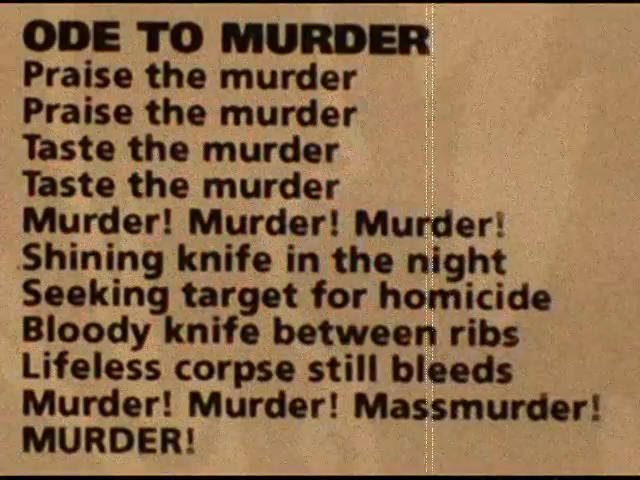 ODE TO MURDER
Praise the murder
Praise the murder
Taste the murder
Taste the murder
Murder! Murder! Murder!
Shining knife in the night
Seeking target for homicide
Bloody knife between ribs
Lifeless corpse still bleeds
Murder! Murder! Massmurder!
MURDER!